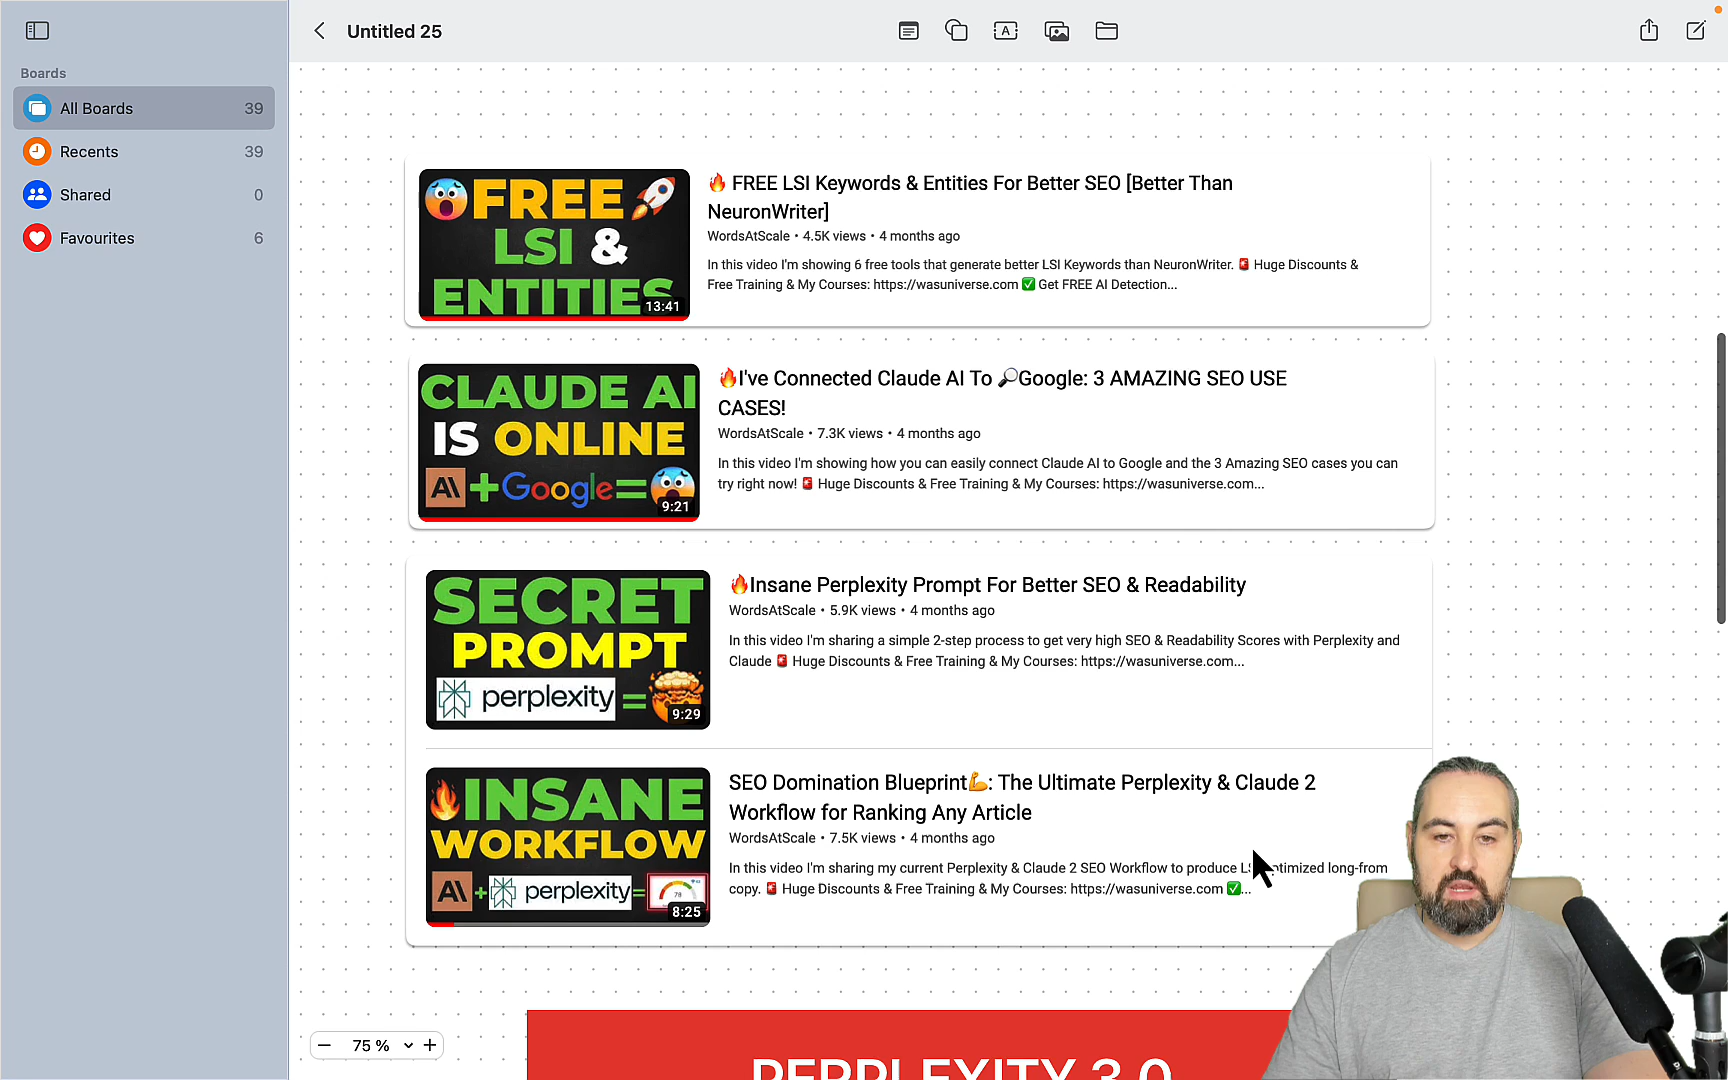 Untitled 25
Boards
All Boards 39
Recents 39
Shared 0
Favourites 6
FREE
LSI &
ENTITIES
13:41
🔥 FREE LSI Keywords & Entities For Better SEO [Better Than
NeuronWriter]
WordsAtScale • 4.5K views • 4 months ago
In this video I'm showing 6 free tools that generate better LSI Keywords than NeuronWriter. 🚨 Huge Discounts &
Free Training & My Courses: https://wasuniverse.com ✅ Get FREE AI Detection...
CLAUDE AI
IS ONLINE
AI+Google=
9:21
🔥I've Connected Claude AI To 🔎Google: 3 AMAZING SEO USE
CASES!
WordsAtScale • 7.3K views • 4 months ago
In this video I'm showing how you can easily connect Claude AI to Google and the 3 Amazing SEO cases you can
try right now! 🚨 Huge Discounts & Free Training & My Courses: https://wasuniverse.com...
SECRET
PROMPT
perplexity =
9:29
🔥Insane Perplexity Prompt For Better SEO & Readability
WordsAtScale • 5.9K views • 4 months ago
In this video I'm sharing a simple 2-step process to get very high SEO & Readability Scores with Perplexity and
Claude 🚨 Huge Discounts & Free Training & My Courses: https://wasuniverse.com...
🔥INSANE
WORKFLOW
AI + perplexity=
78
8:25
SEO Domination Blueprint💪: The Ultimate Perplexity & Claude 2
Workflow for Ranking Any Article
WordsAtScale • 7.5K views • 4 months ago
In this video I'm sharing my current Perplexity & Claude 2 SEO Workflow to produce long-from
copy. 🚨 Huge Discounts & Free Training & My Courses: https://wasuniverse.com ✅...
PERPLEXITY 3.0
75 %